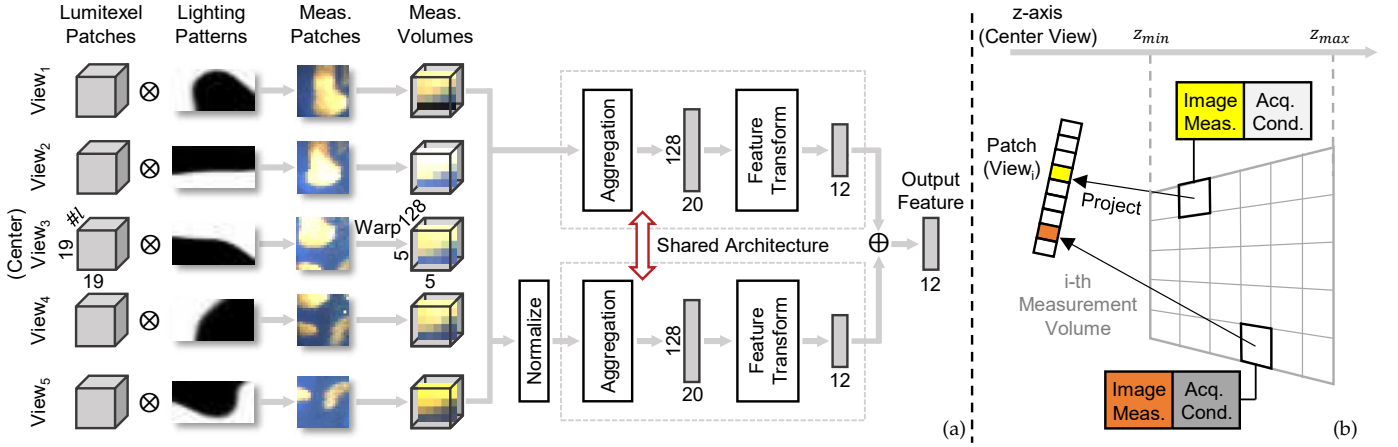 Lumitexel
Patches
Lighting
Patterns
Meas.
Patches
Meas.
Volumes
View1
View2
(Center)
View3
View4
View5
⊗
⊗
⊗
⊗
⊗
#l
19
19
Warp
128
5
5
Normalize
Aggregation
128
20
Feature
Transform
12
Shared Architecture
Aggregation
128
20
Feature
Transform
12
⊕
Output
Feature
12
(a)
z-axis
(Center View)
z_min
z_max
Image
Meas.
Acq.
Cond.
Patch
(View_i)
Project
i-th
Measurement
Volume
Image
Meas.
Acq.
Cond.
(b)